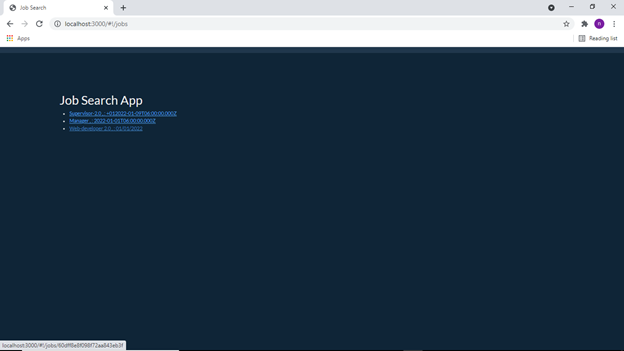 Job Search
localhost:3000/#!/jobs
n
Apps
Reading list
Job Search App
Supervisor-2.0 _ +012022-01-09T06:00:00.000Z
Manager _: 2022-01-01T06:00:00.000Z
Web-developer 2.0 _ 01/01/2022
localhost:3000/#!/jobs/60dff8e8f098f72aa843eb3f